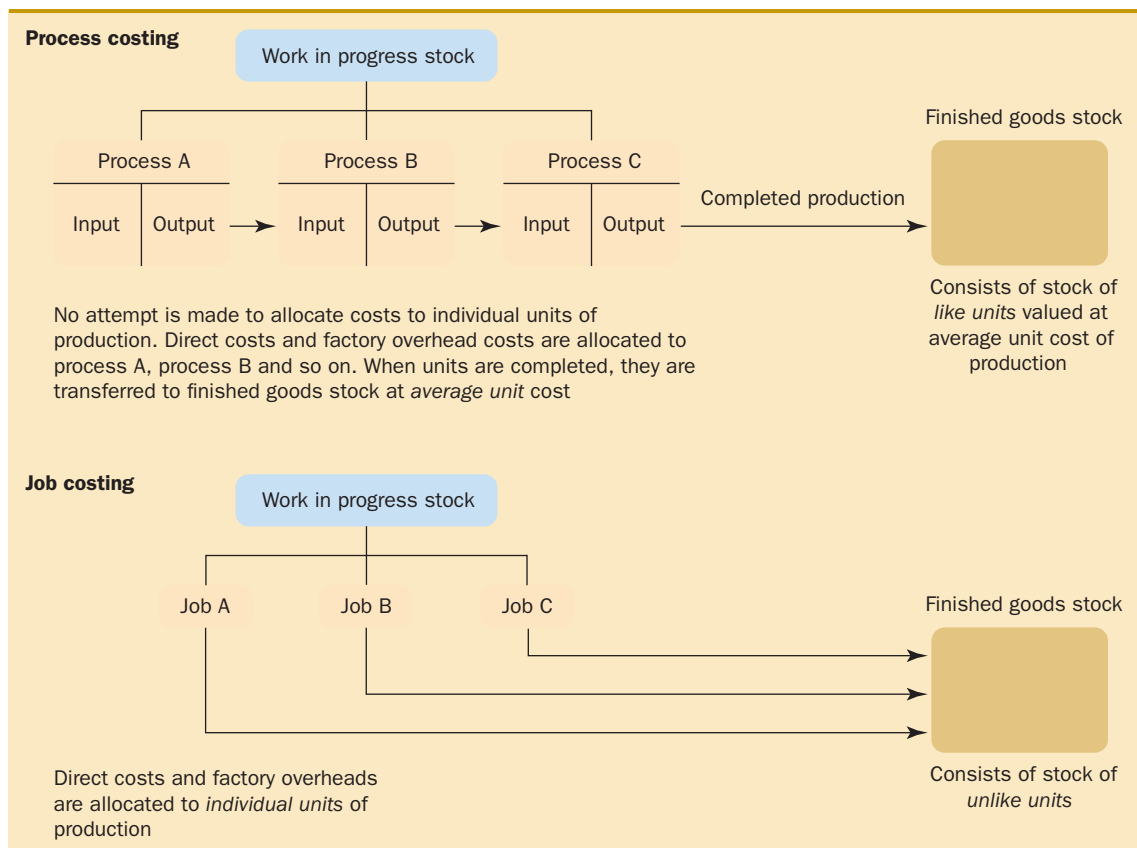 Process costing
Work in progress stock
Finished goods stock
Process A
Process B
Process C
Input
Output
Input
Output
Input
Output
Completed production
Consists of stock of
like units valued at
average unit cost of
production
No attempt is made to allocate costs to individual units of
production. Direct costs and factory overhead costs are allocated to
process A, process B and so on. When units are completed, they are
transferred to finished goods stock at average unit cost
Job costing
Work in progress stock
Job A
Job B
Job C
Finished goods stock
Direct costs and factory overheads
are allocated to individual units of
production
Consists of stock of
unlike units